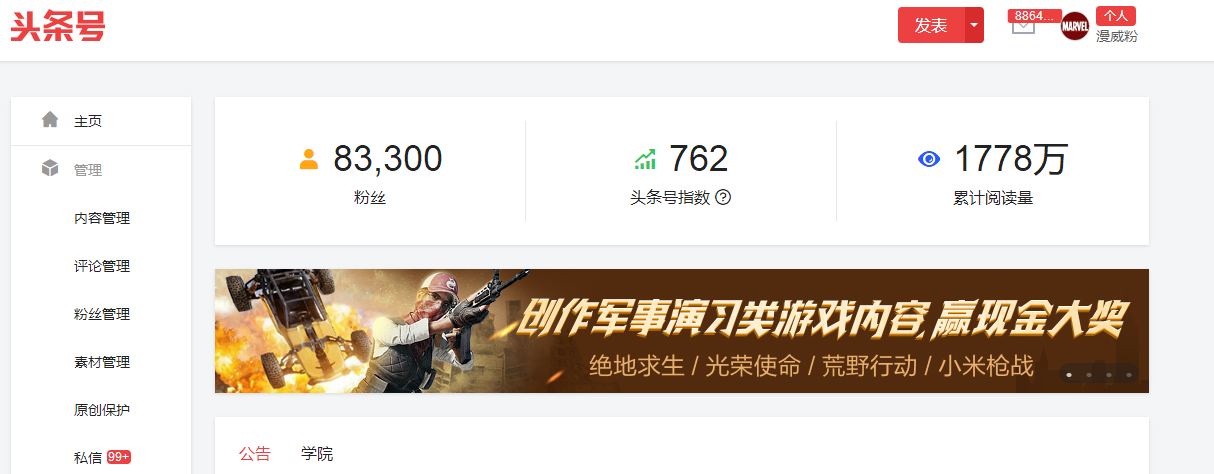 头条号
发表
8864...
MARVEL
个人
漫威粉
主页
管理
内容管理
评论管理
粉丝管理
素材管理
原创保护
私信 99+
83,300
粉丝
762
头条号指数
1778万
累计阅读量
创作军事演习类游戏内容,赢现金大奖
绝地求生 / 光荣使命 / 荒野行动 / 小米枪战
公告 学院